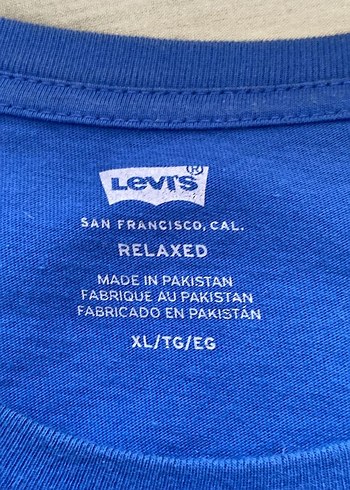 Levi's®
SAN FRANCISCO, CAL.
RELAXED
MADE IN PAKISTAN
FABRIQUE AU PAKISTAN
FABRICADO EN PAKISTÁN
XL/TG/EG